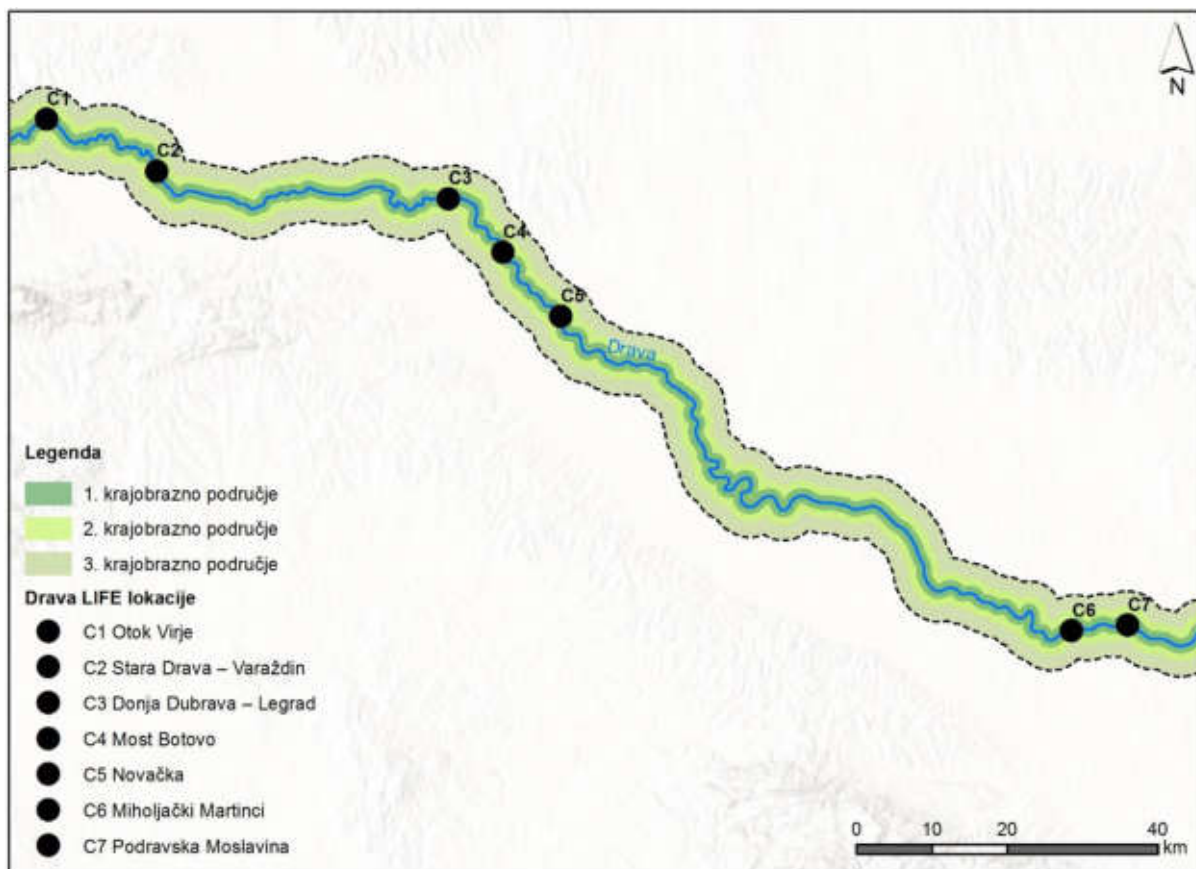 N
C1
C2
C3
C4
C5
Drava
C6
C7
Legenda
1. krajobrazno područje
2. krajobrazno područje
3. krajobrazno područje
Drava LIFE lokacije
C1 Otok Virje
C2 Stara Drava – Varaždin
C3 Donja Dubrava – Legrad
C4 Most Botovo
C5 Novačka
C6 Miholjački Martinci
C7 Podravska Moslavina
0 10 20 40
km